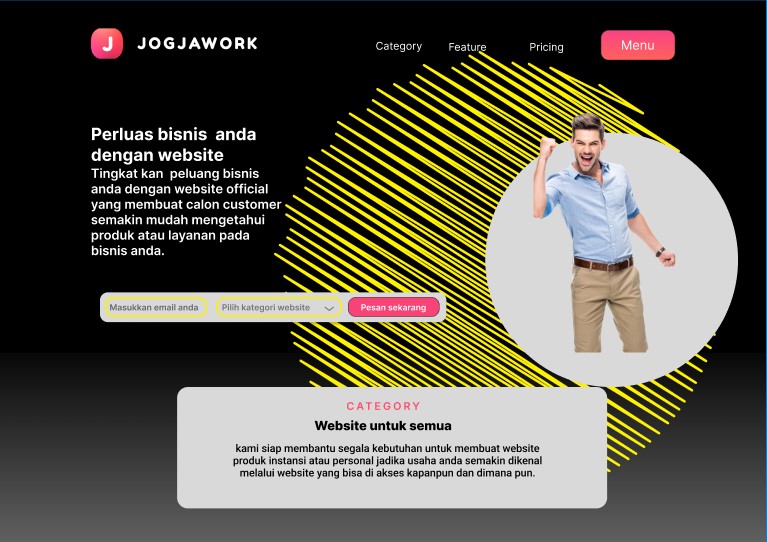 J JOGJAWORK
Category Feature Pricing Menu
Perluas bisnis anda
dengan website
Tingkat kan peluang bisnis
anda dengan website official
yang membuat calon customer
semakin mudah mengetahui
produk atau layanan pada
bisnis anda.
Masukkan email anda Pilih kategori website Pesan sekarang
CATEGORY
Website untuk semua
kami siap membantu segala kebutuhan untuk membuat website
produk instansi atau personal jadika usaha anda semakin dikenal
melalui website yang bisa di akses kapanpun dan dimana pun.